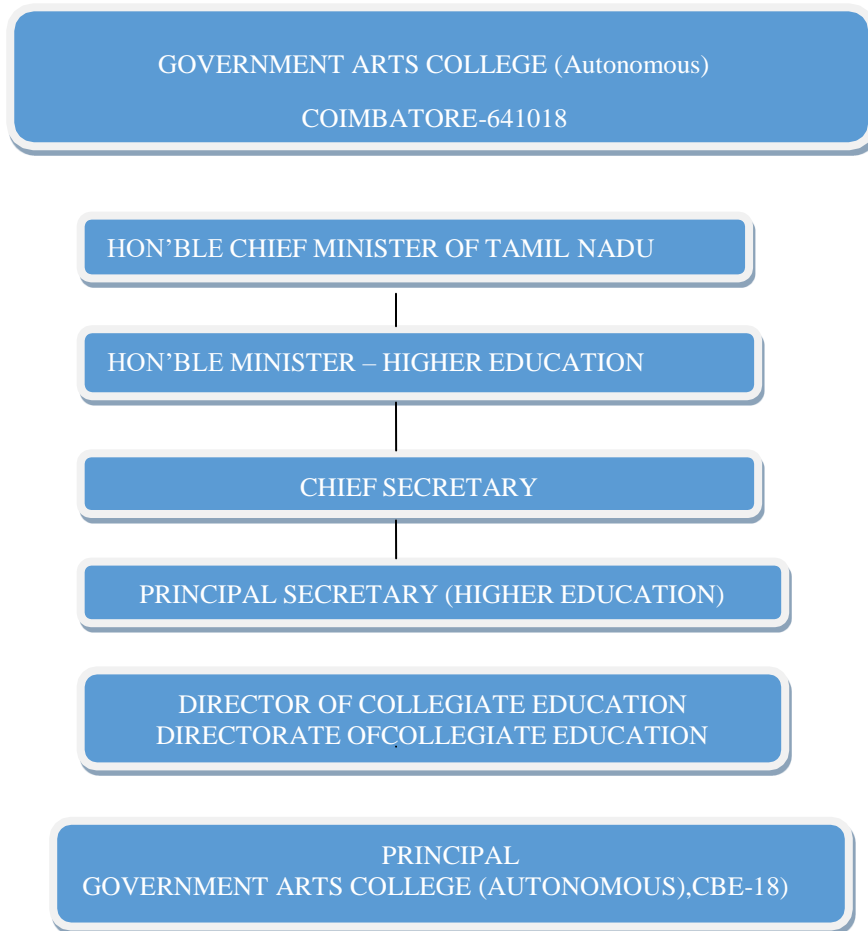 GOVERNMENT ARTS COLLEGE (Autonomous)
COIMBATORE-641018
HON’BLE CHIEF MINISTER OF TAMIL NADU
HON’BLE MINISTER – HIGHER EDUCATION
CHIEF SECRETARY
PRINCIPAL SECRETARY (HIGHER EDUCATION)
DIRECTOR OF COLLEGIATE EDUCATION
DIRECTORATE OFCOLLEGIATE EDUCATION
PRINCIPAL
GOVERNMENT ARTS COLLEGE (AUTONOMOUS),CBE-18)